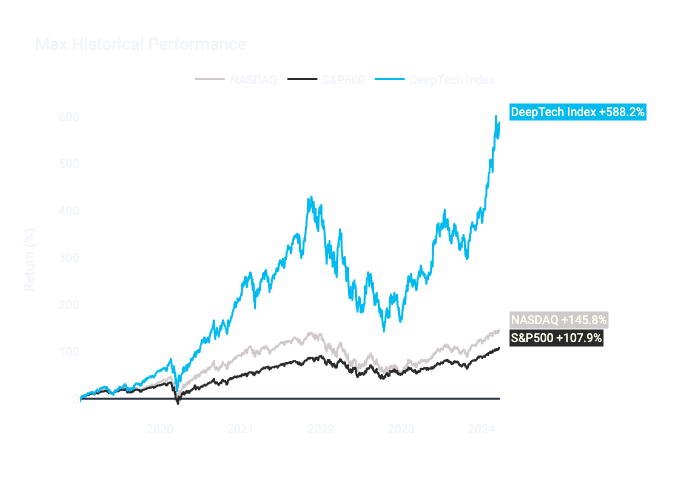 Max Historical Performance
NASDAQ S&P500 DeepTech Index
DeepTech Index +588.2%
600
500
400
300
200
100
Return (%)
NASDAQ +145.8%
S&P500 +107.9%
2020 2021 2022 2023 2024